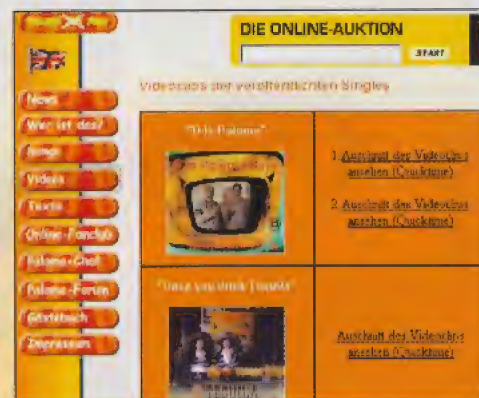 DIE ONLINE-AUKTION
START
Videoclips der veröffentlichten Singles
News
Wer ist das?
Songs
Videos
Texte
Online-Fanclub
Paloma-Chat
Paloma-Forum
Gästebuch
Impressum
1. Ausschnitt des Videoclips
ansehen (Quicktime)
2. Ausschnitt des Videoclips
ansehen (Quicktime)
Ausschnitt des Videoclips
ansehen (Quicktime)